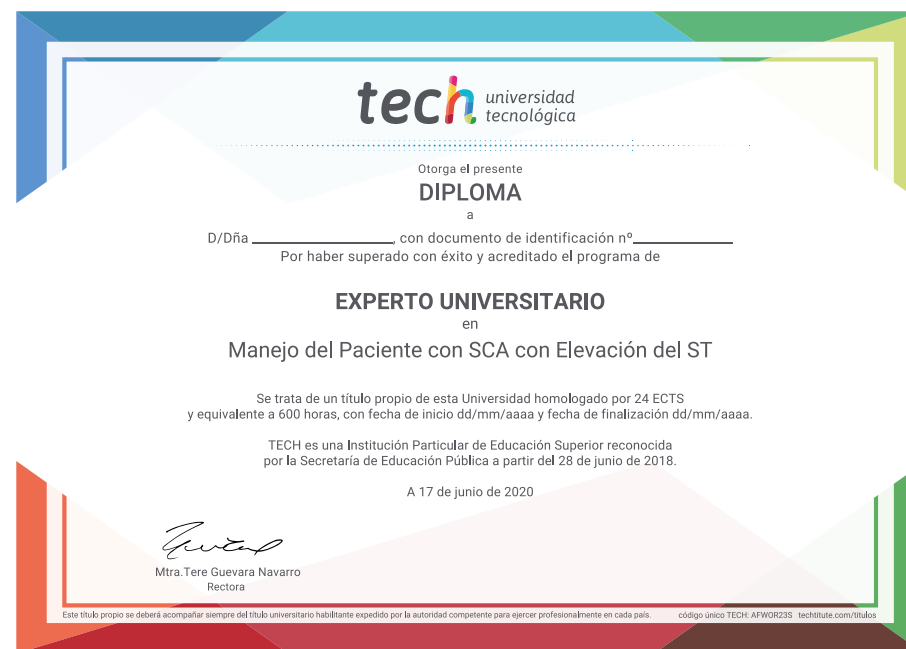 tech universidad
tecnológica
Otorga el presente
DIPLOMA
a
D/Dña ____________________, con documento de identificación nº______________
Por haber superado con éxito y acreditado el programa de
EXPERTO UNIVERSITARIO
en
Manejo del Paciente con SCA con Elevación del ST
Se trata de un título propio de esta Universidad homologado por 24 ECTS
y equivalente a 600 horas, con fecha de inicio dd/mm/aaaa y fecha de finalización dd/mm/aaaa.
TECH es una Institución Particular de Educación Superior reconocida
por la Secretaría de Educación Pública a partir del 28 de junio de 2018.
A 17 de junio de 2020
Mtra.Tere Guevara Navarro
Rectora
Este título propio se deberá acompañar siempre del título universitario habilitante expedido por la autoridad competente para ejercer profesionalmente en cada país. código único TECH: AFWOR23S techtitute.com/titulos